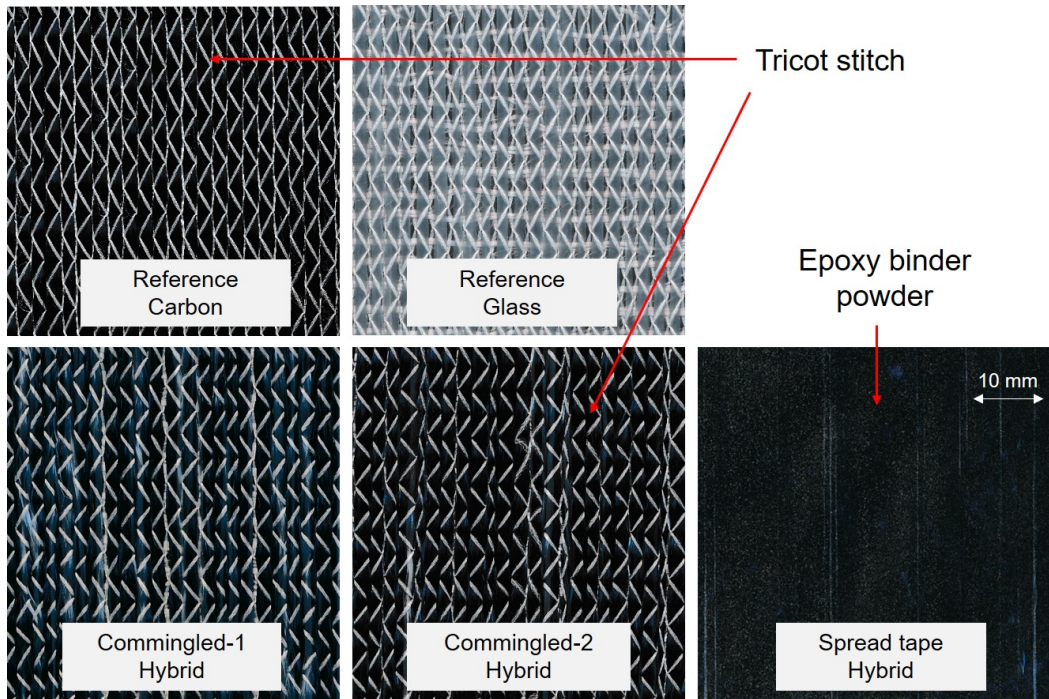 Tricot stitch
Reference
Carbon
Reference
Glass
Epoxy binder
powder
10 mm
Commingled-1
Hybrid
Commingled-2
Hybrid
Spread tape
Hybrid